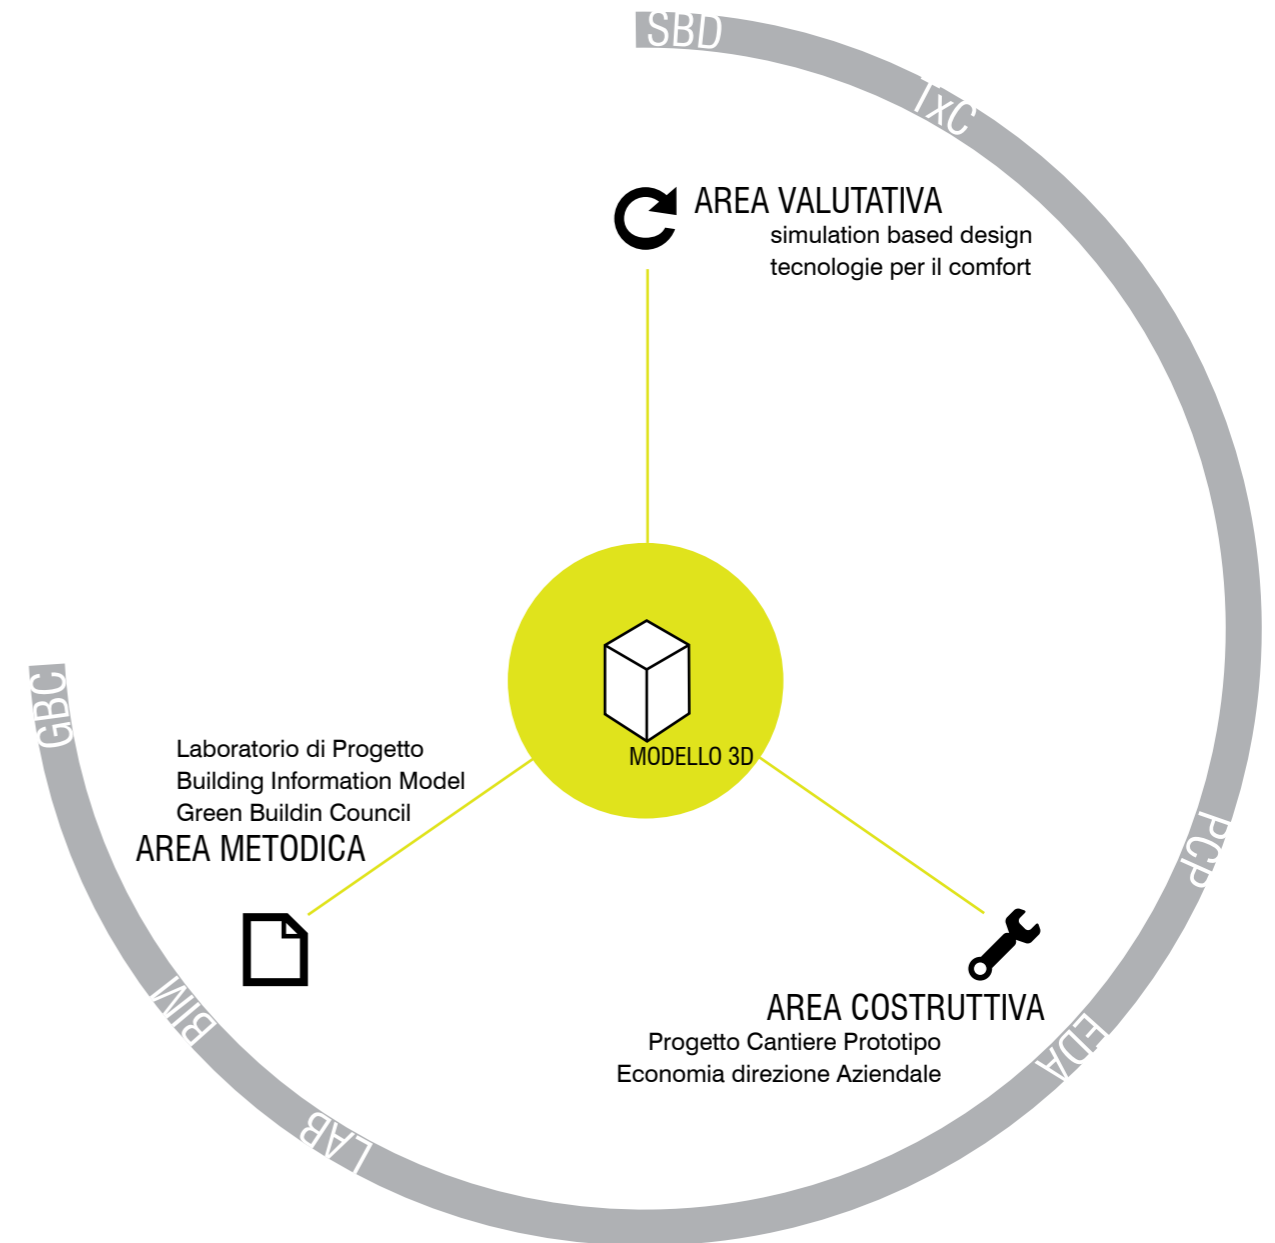 SBD
TxC
AREA VALUTATIVA
simulation based design
tecnologie per il comfort
MODELLO 3D
GBC
Laboratorio di Progetto
Building Information Model
Green Buildin Council
AREA METODICA
PCP
AREA COSTRUTTIVA
Progetto Cantiere Prototipo
Economia direzione Aziendale
EDA
BIM
LAB